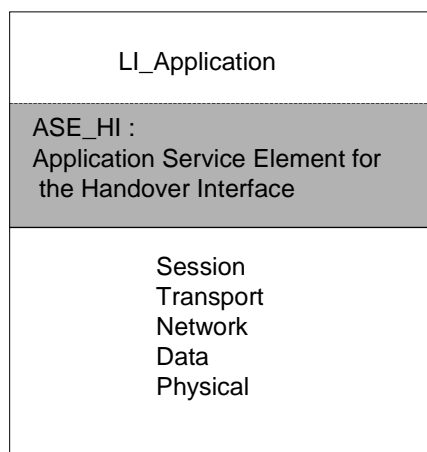 LI_Application
ASE_HI :
Application Service Element for
the Handover Interface
Session
Transport
Network
Data
Physical